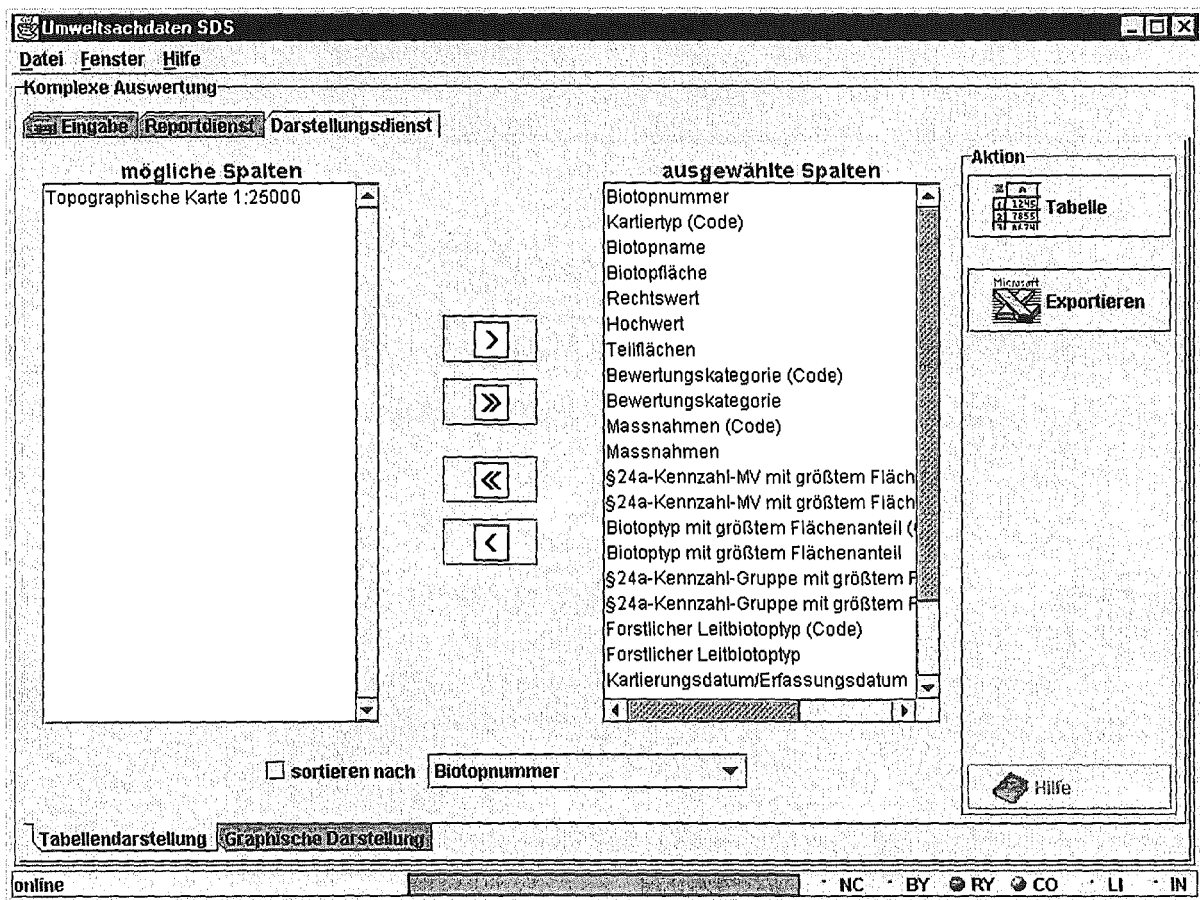 Umweltsachdaten SDS
Datei Fenster Hilfe
Komplexe Auswertung
Eingabe Reportdienst Darstellungsdienst
mögliche Spalten
Topographische Karte 1:25000
ausgewählte Spalten
Biotopnummer
Kartiertyp (Code)
Biotopname
Biotopfläche
Rechtswert
Hochwert
Teilflächen
Bewertungskategorie (Code)
Bewertungskategorie
Massnahmen (Code)
Massnahmen
§24a-Kennzahl-MV mit größtem Fläch
§24a-Kennzahl-MV mit größtem Fläch
Biotoptyp mit größtem Flächenanteil (
Biotoptyp mit größtem Flächenanteil
§24a-Kennzahl-Gruppe mit größtem F
§24a-Kennzahl-Gruppe mit größtem F
Forstlicher Leitbiotoptyp (Code)
Forstlicher Leitbiotoptyp
Kartierungsdatum/Erfassungsdatum
Aktion
Tabelle
Microsoft
Exportieren
Hilfe
sortieren nach Biotopnummer
Tabellendarstellung Graphische Darstellung
online NC BY RY CO LI IN